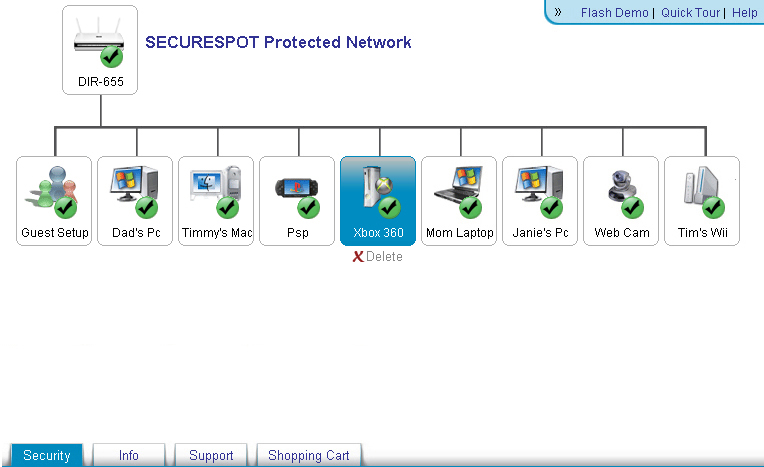 » Flash Demo | Quick Tour | Help
SECURESPOT Protected Network
DIR-655
Guest Setup Dad's Pc Timmy's Mac Psp Xbox 360 Mom Laptop Janie's Pc Web Cam Tim's Wii
X Delete
Security Info Support Shopping Cart